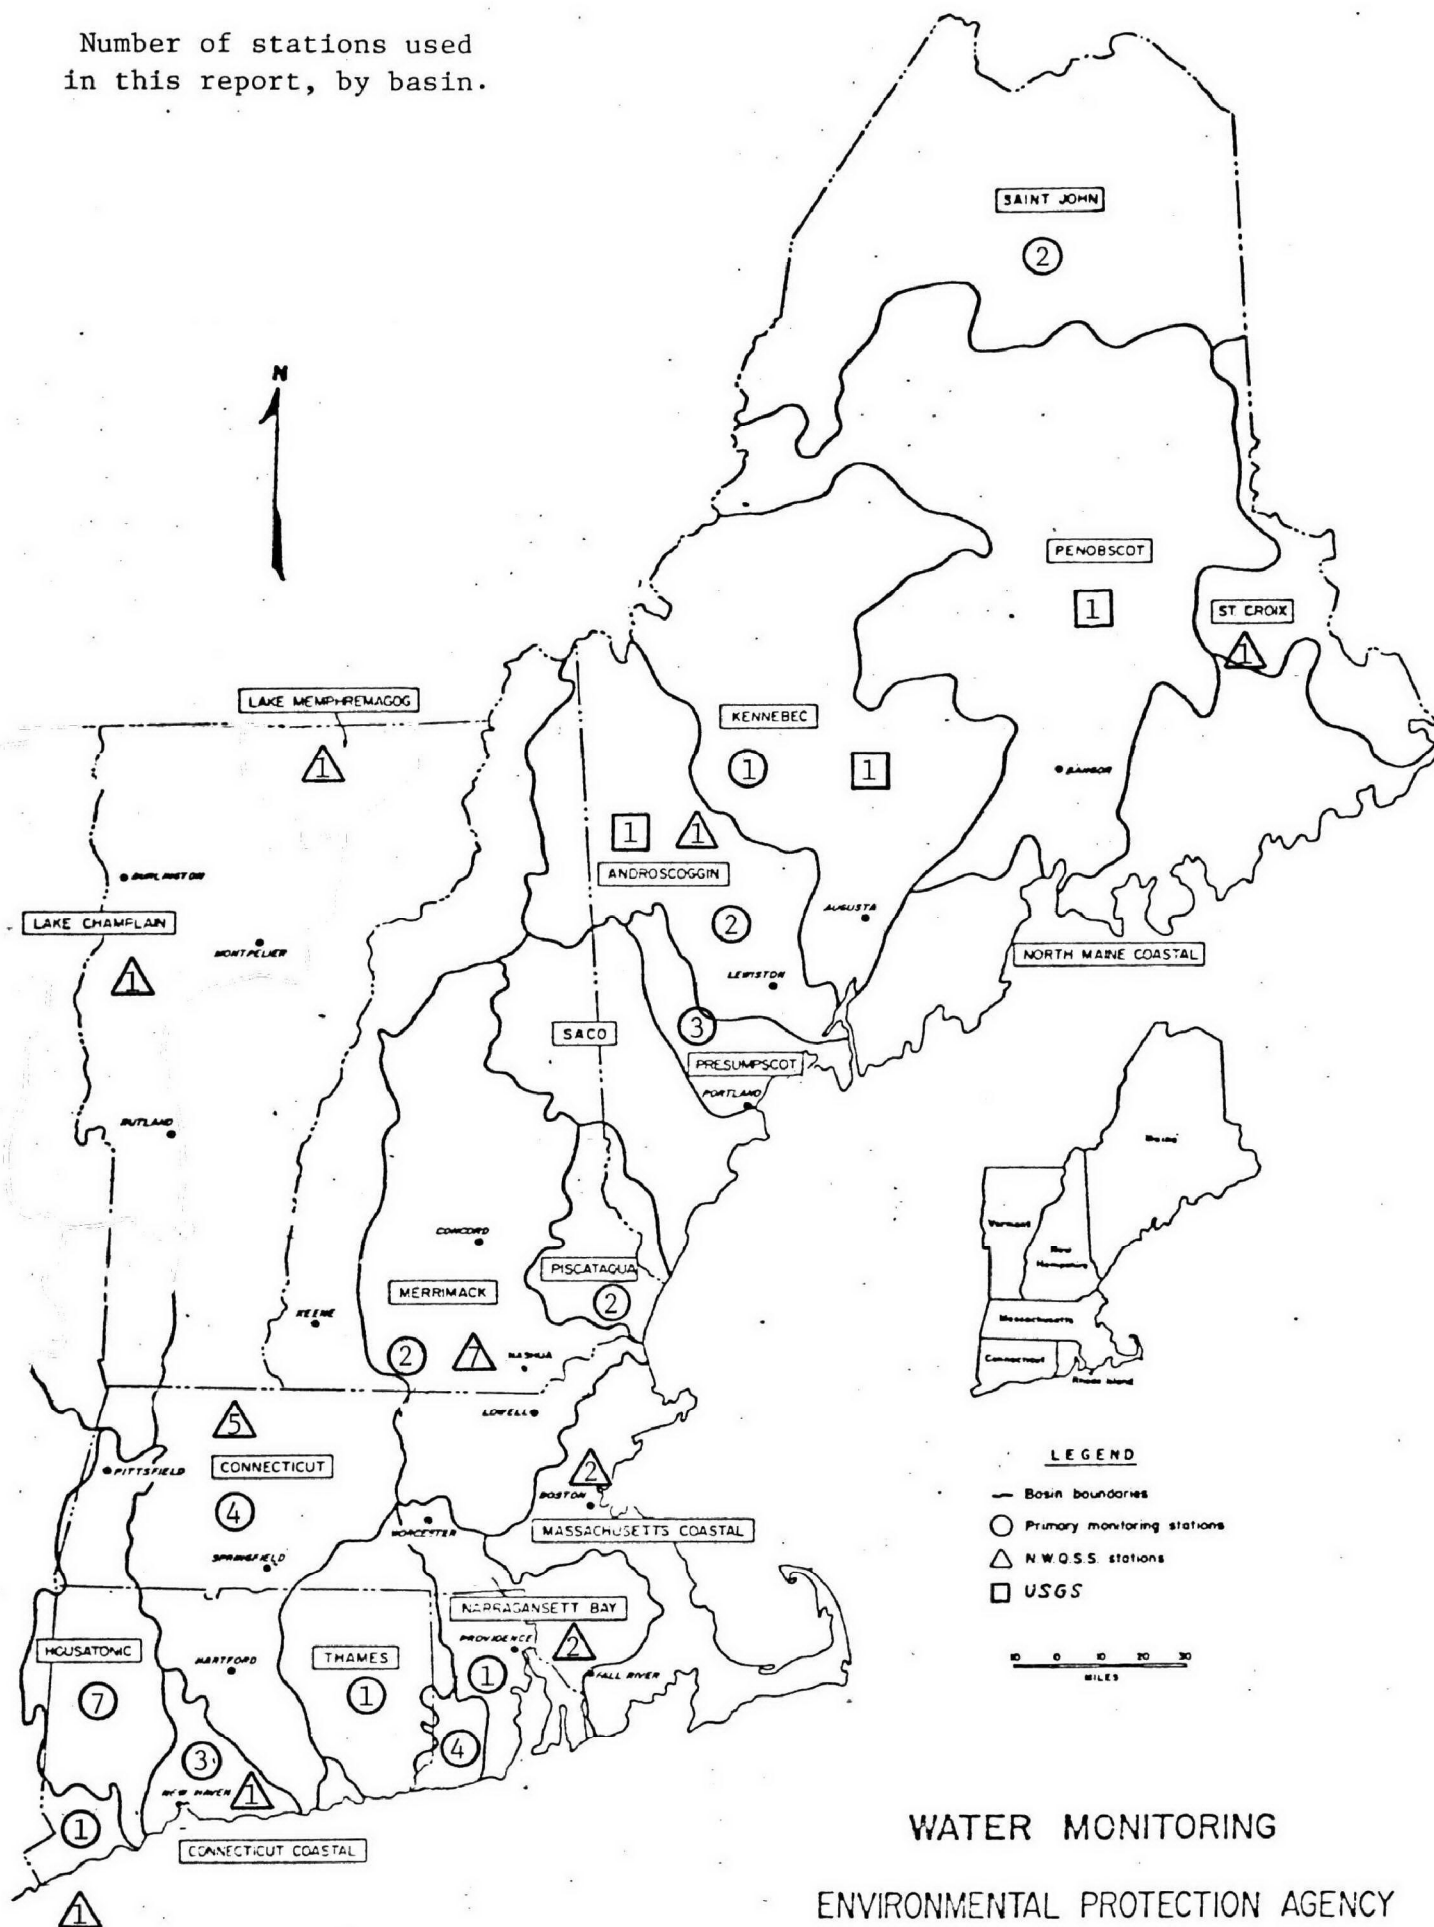 Number of stations used
in this report, by basin.
SAINT JOHN
2
N
PENOBSCOT
1
ST CROIX
1
LAKE MEMPHREMAGOG
1
KENNEBEC
1
1
BANGOR
1
1
ANDROSCOGGIN
BURLINGTON
2
AUGUSTA
LAKE CHAMPLAIN
MONTPELIER
NORTH MAINE COASTAL
1
LEWISTON
SACO
3
PRESUMPSCOT
PORTLAND
RUTLAND
Maine
Vermont
New
Hampshire
CONCORD
PISCATAQUA
MERRIMACK
2
KEENE
Massachusetts
2
7
NASHUA
Connecticut
Rhode Island
5
LOWELL
PITTSFIELD
CONNECTICUT
2
LEGEND
BOSTON
Basin boundaries
4
WORCESTER
MASSACHUSETTS COASTAL
Primary monitoring stations
SPRINGFIELD
N.W.Q.S.S. stations
USGS
NARRAGANSETT BAY
HOUSATONIC
THAMES
PROVIDENCE
2
HARTFORD
1
FALL RIVER
10 0 10 20 30
MILES
7
1
3
4
NEW HAVEN
1
1
CONNECTICUT COASTAL
WATER MONITORING
1
ENVIRONMENTAL PROTECTION AGENCY